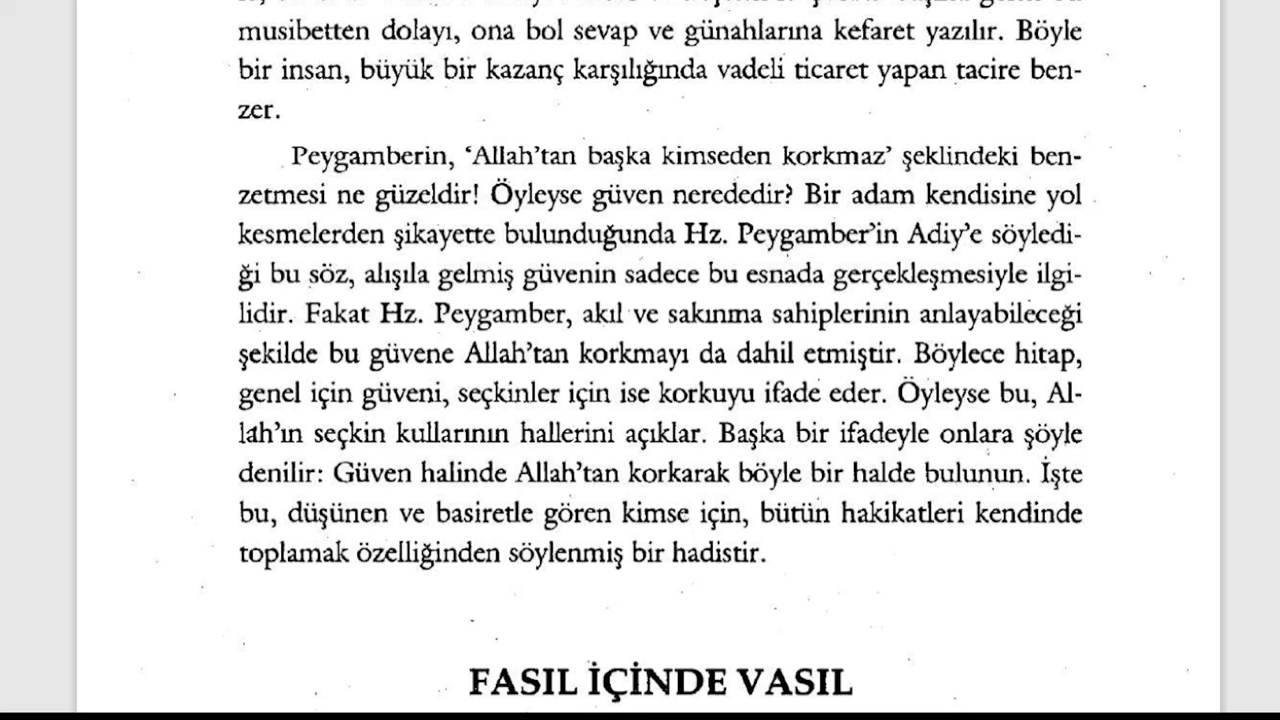 musibetten dolayı, ona bol sevap ve günahlarına kefaret yazılır. Böyle
bir insan, büyük bir kazanç karşılığında vadeli ticaret yapan tacire ben-
zer.
Peygamberin, ‘Allah’tan başka kimseden korkmaz’ şeklindeki ben-
zetmesi ne güzeldir! Öyleyse güven nerededir? Bir adam kendisine yol
kesmelerden şikayette bulunduğunda Hz. Peygamber’in Adiy’e söyledi-
ği bu söz, alışıla gelmiş güvenin sadece bu esnada gerçekleşmesiyle ilgi-
lidir. Fakat Hz. Peygamber, akıl ve sakınma sahiplerinin anlayabileceği
şekilde bu güvene Allah’tan korkmayı da dahil etmiştir. Böylece hitap,
genel için güveni, seçkinler için ise korkuyu ifade eder. Öyleyse bu, Al-
lah’ın seçkin kullarının hallerini açıklar. Başka bir ifadeyle onlara şöyle
denilir: Güven halinde Allah’tan korkarak böyle bir halde bulunun. İşte
bu, düşünen ve basiretle gören kimse için, bütün hakikatleri kendinde
toplamak özelliğinden söylenmiş bir hadistir.
FASIL İÇİNDE VASIL